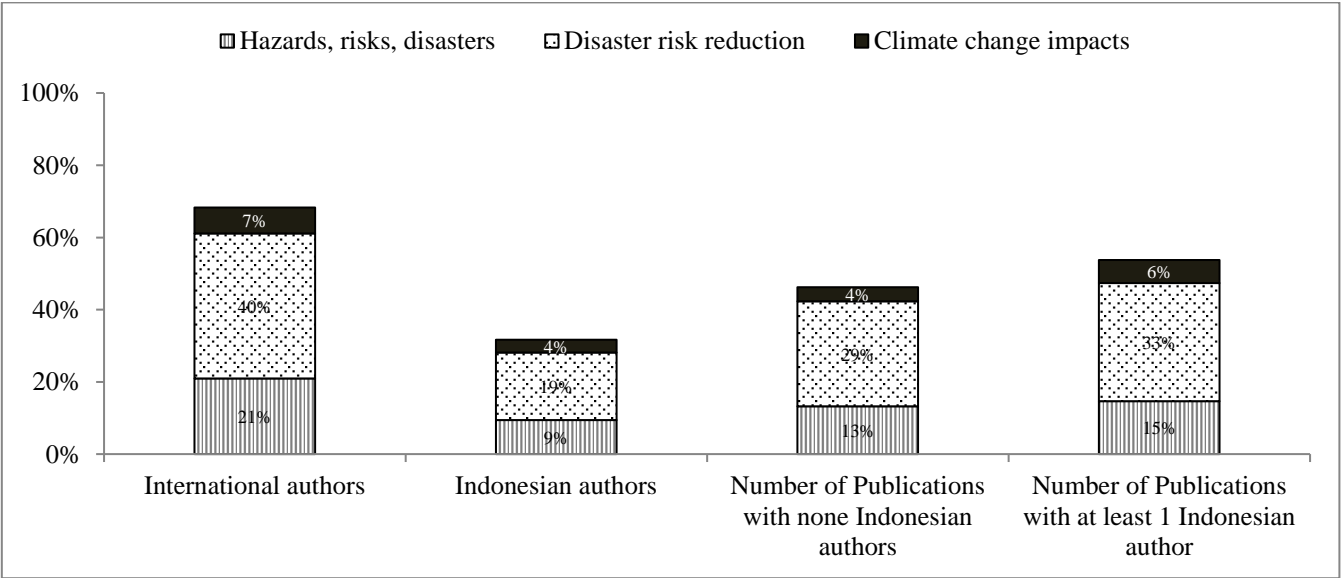 Hazards, risks, disasters Disaster risk reduction Climate change impacts
100%
80%
60%
40%
20%
0%
7%
40%
21%
4%
19%
9%
4%
29%
13%
6%
33%
15%
International authors
Indonesian authors
Number of Publications
with none Indonesian
authors
Number of Publications
with at least 1 Indonesian
author